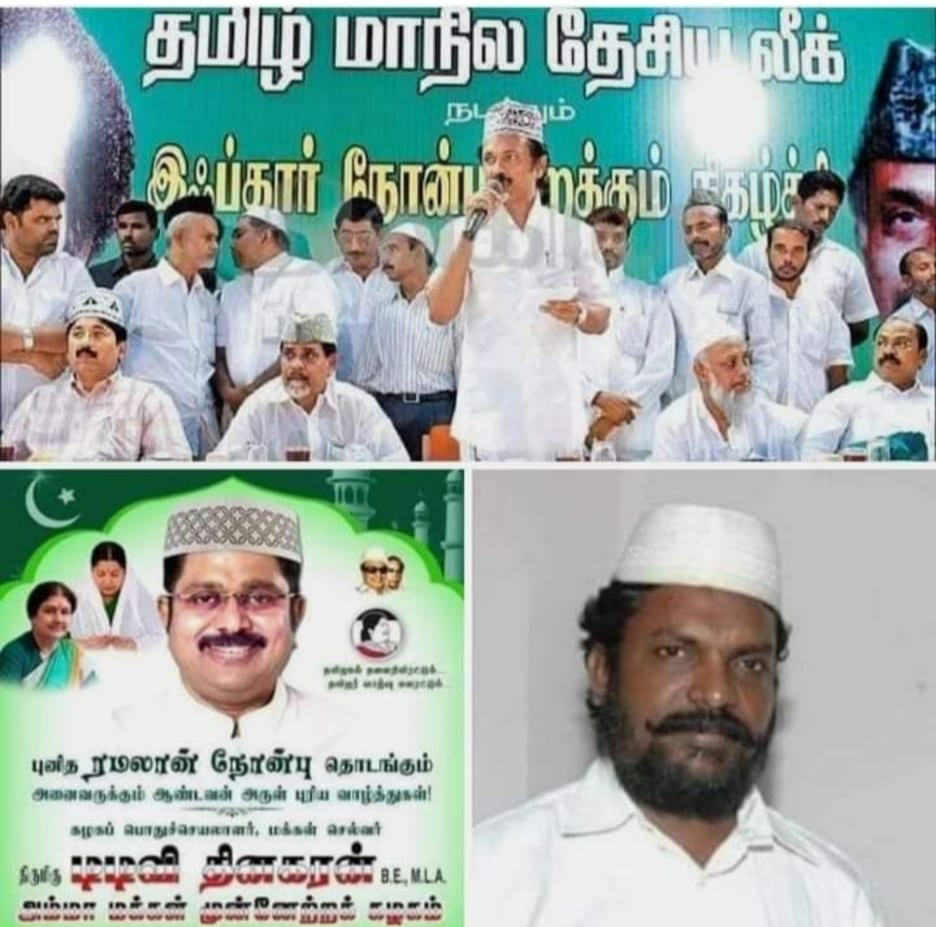 தமிழ் மாநில தேசிய லீக்
நடத்தும்
இஃப்தார் நோன்பு திறக்கும் நிகழ்ச்சி
புனித ரமலான் நோன்பு தொடங்கும்
அனைவருக்கும் ஆண்டவன் அருள் புரிய வாழ்த்துகள்!
கழகப் பொதுச்செயலாளர், மக்கள் செல்வர்
திருமிகு டிடிவி தினகரன் B.E., M.L.A.
அம்மா மக்கள் முன்னேற்றக் கழகம்